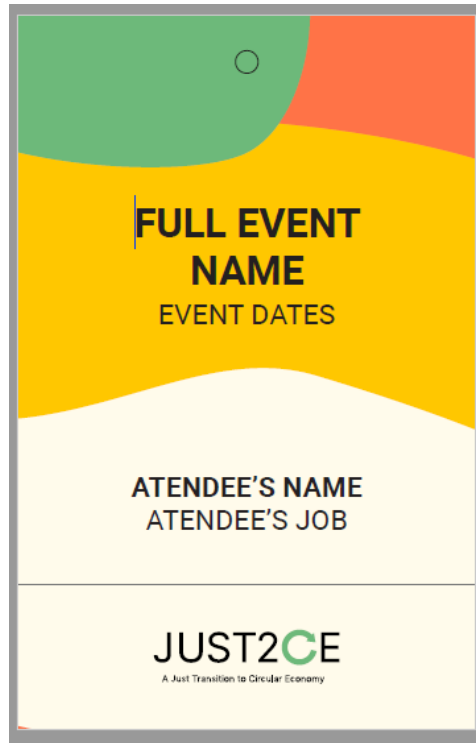 FULL EVENT
NAME
EVENT DATES
ATENDEE’S NAME
ATENDEE’S JOB
JUST2CE
A Just Transition to Circular Economy